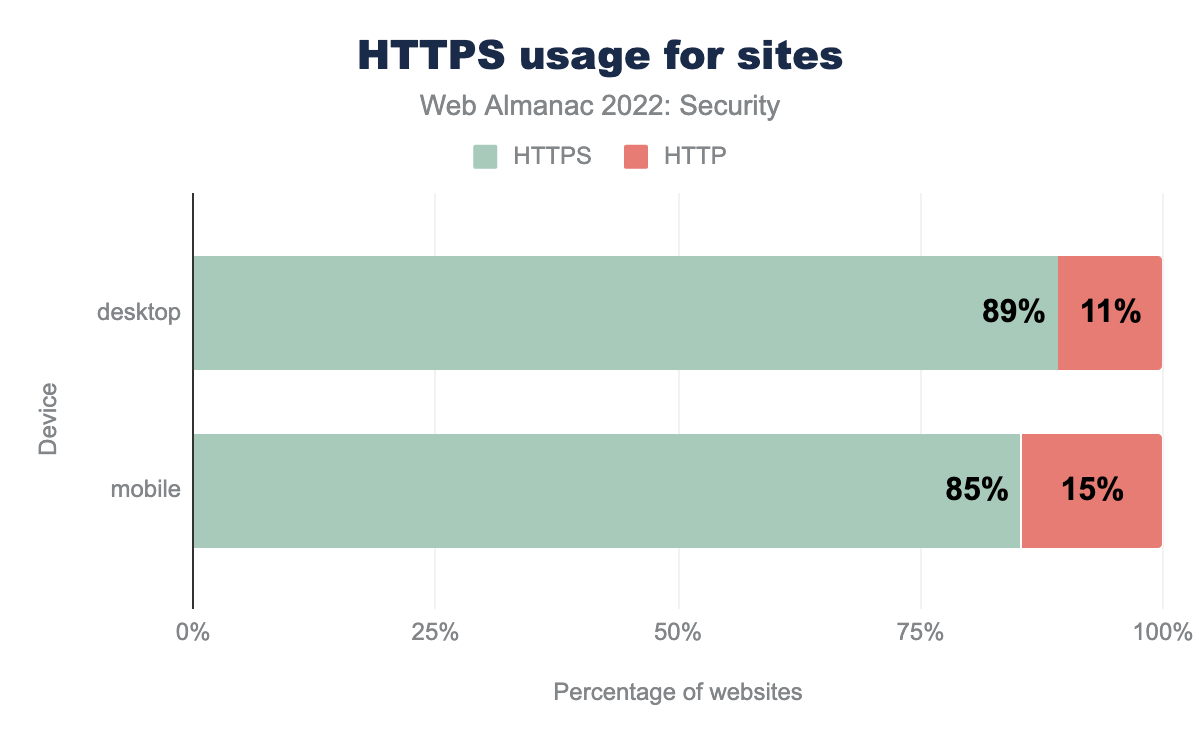 HTTPS usage for sites
Web Almanac 2022: Security
HTTPS HTTP
desktop 89% 11%
Device
mobile 85% 15%
0% 25% 50% 75% 100%
Percentage of websites